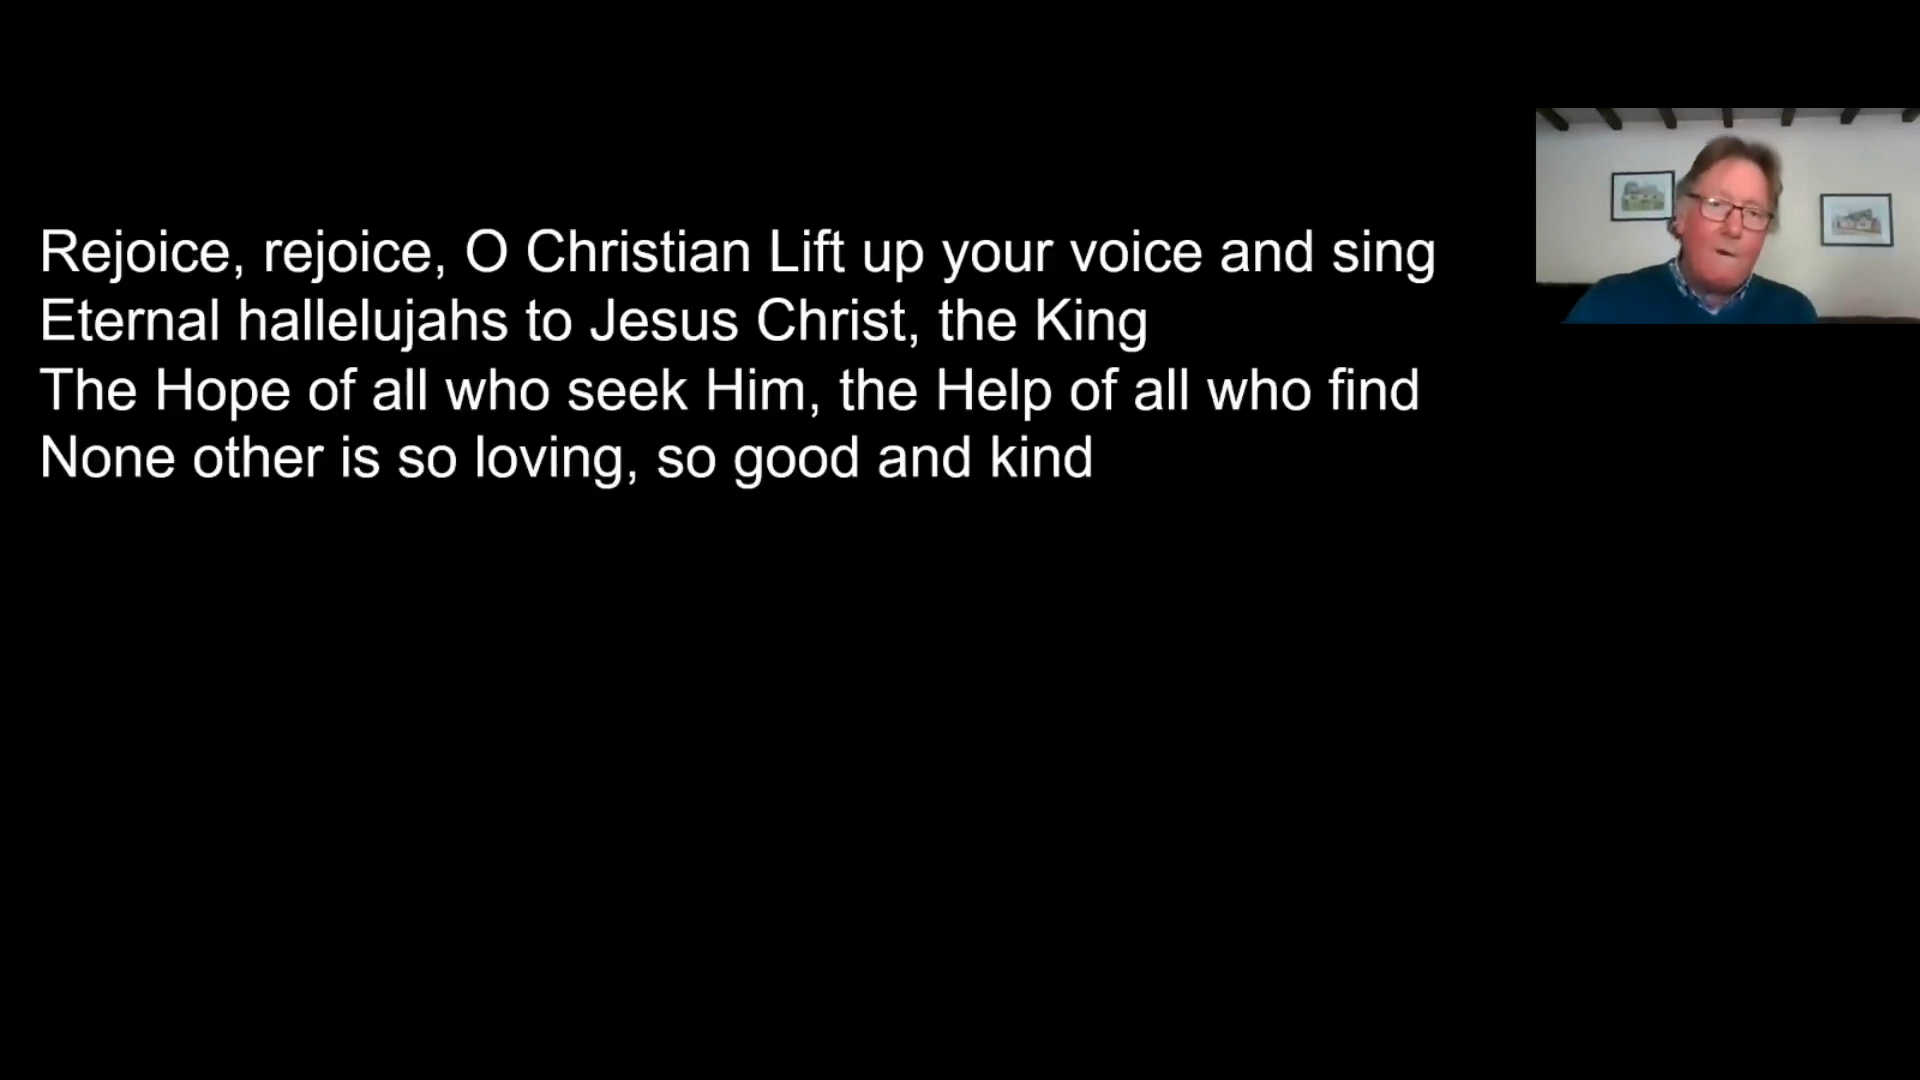 Rejoice, rejoice, O Christian Lift up your voice and sing
Eternal hallelujahs to Jesus Christ, the King
The Hope of all who seek Him, the Help of all who find
None other is so loving, so good and kind